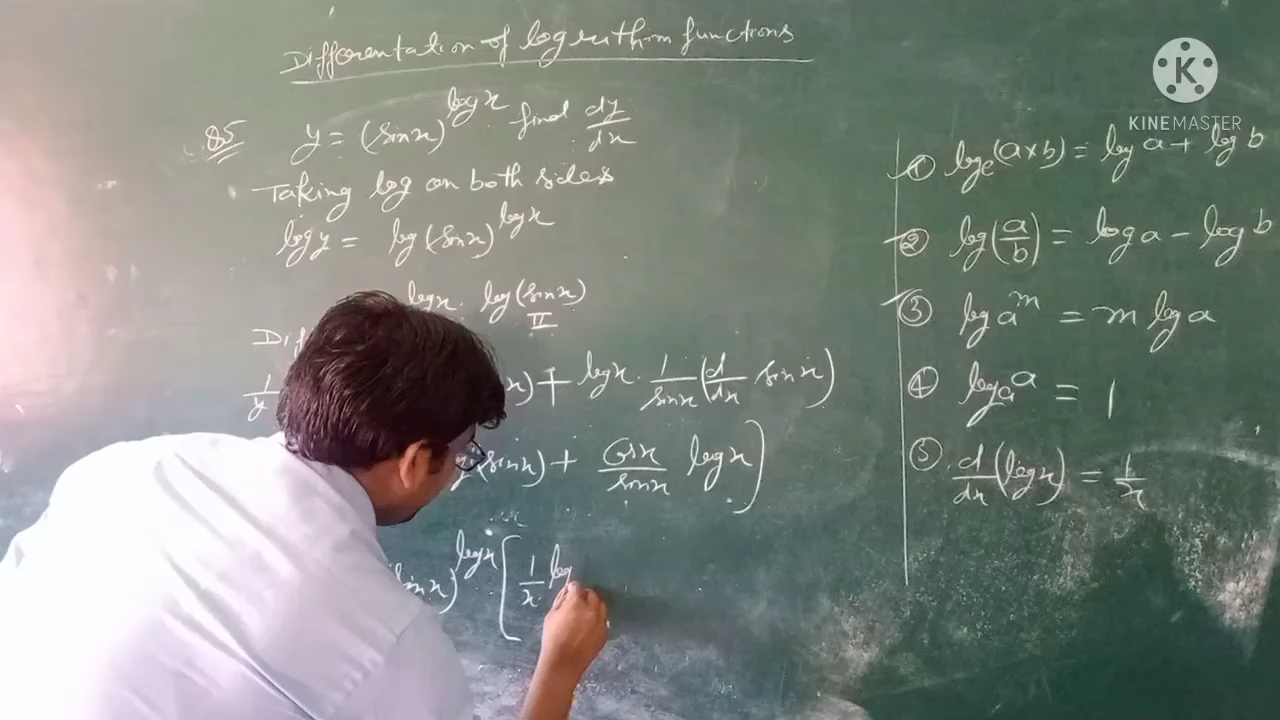 Differentation of logarithim functions
Q5 y = (sinx)^logx find dy/dx
Taking log on both sides
log y = log (sinx)^logx
logx . log (sinx)
II
1/y x) + logx . 1/sinx (d/dx sinx)
(sinx) + cosx/sinx logx)
sinx)^logx [1/x log
① loge (a×b) = log a + log b
② log (a/b) = log a - log b
③ log a^m = m log a
④ log_a a = 1
⑤ d/dx (logx) = 1/x
K
KINEMASTER